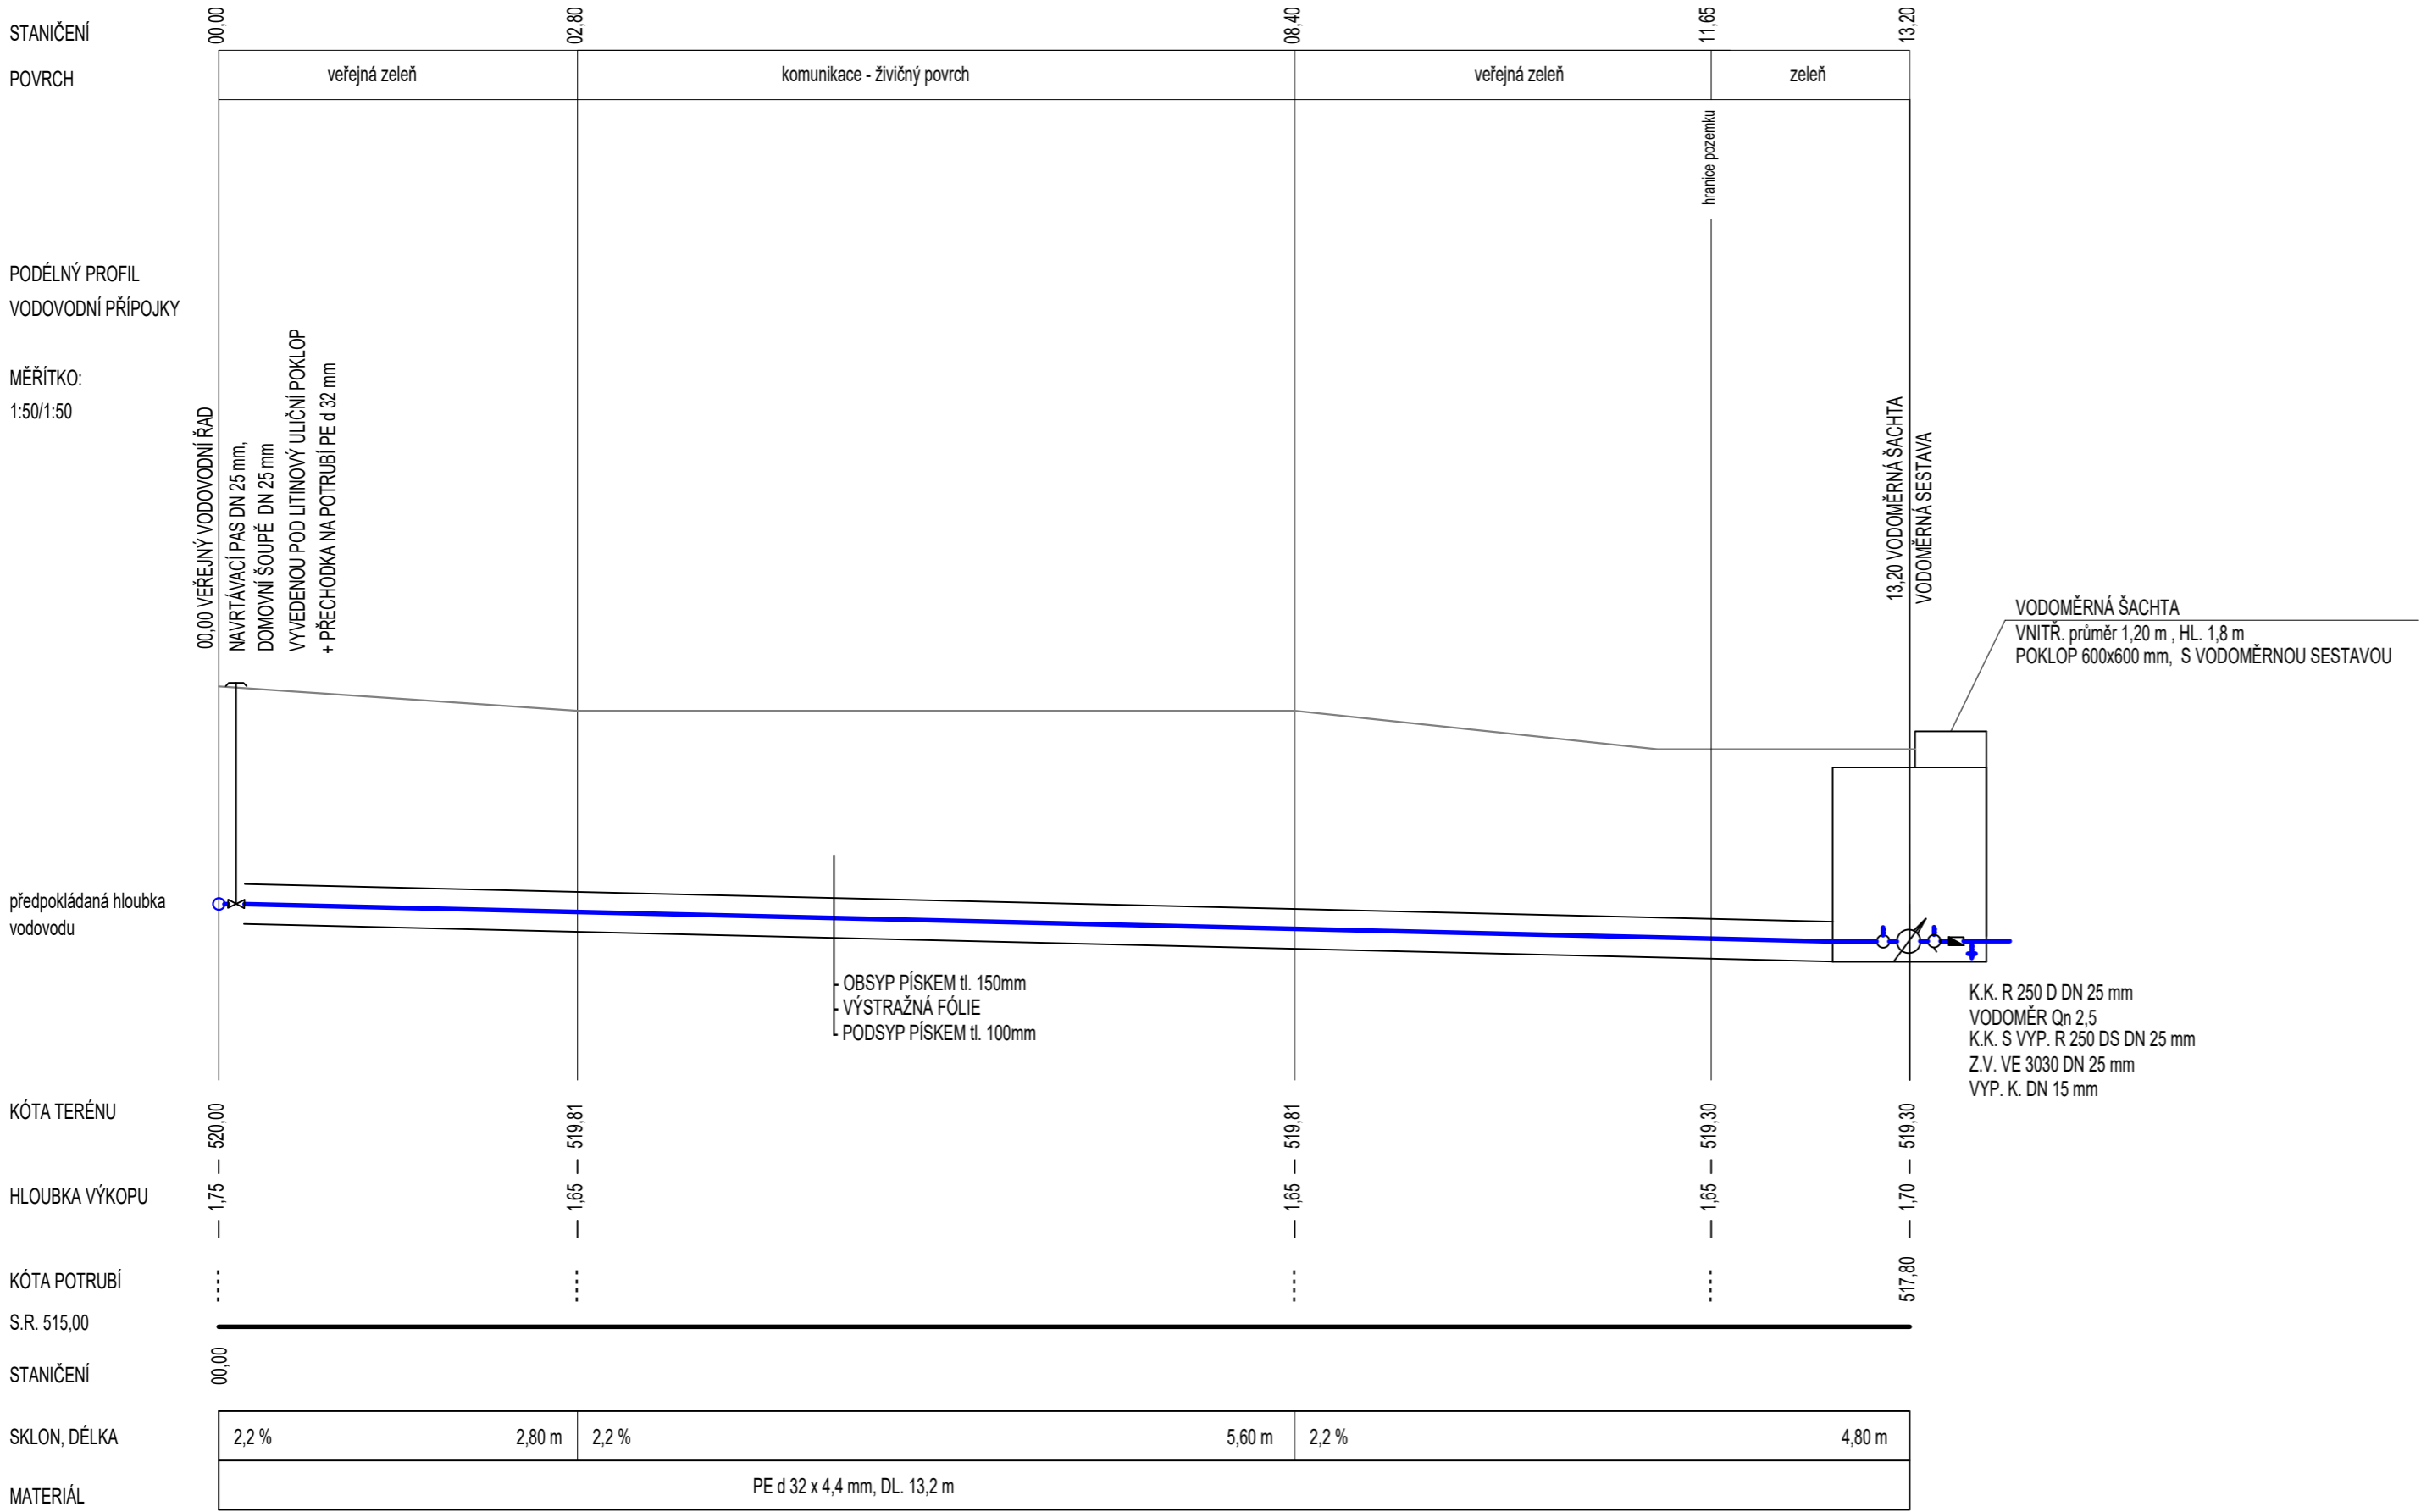 STANIČENÍ
00,00
02,80
08,40
11,65
13,20
POVRCH
veřejná zeleň
komunikace - živičný povrch
veřejná zeleň
zeleň
hranice pozemku
PODÉLNÝ PROFIL
VODOVODNÍ PŘÍPOJKY
MĚŘÍTKO:
1:50/1:50
00,00 VEŘEJNÝ VODOVODNÍ ŘAD
NAVRTÁVACÍ PAS DN 25 mm,
DOMOVNÍ ŠOUPĚ DN 25 mm
VYVEDENOU POD LITINOVÝ ULIČNÍ POKLOP
+ PŘECHODKA NA POTRUBÍ PE d 32 mm
13,20 VODOMĚRNÁ ŠACHTA
VODOMĚRNÁ SESTAVA
VODOMĚRNÁ ŠACHTA
VNITŘ. průměr 1,20 m , HL. 1,8 m
POKLOP 600x600 mm, S VODOMĚRNOU SESTAVOU
předpokládaná hloubka
vodovodu
- OBSYP PÍSKEM tl. 150mm
- VÝSTRAŽNÁ FÓLIE
- PODSYP PÍSKEM tl. 100mm
K.K. R 250 D DN 25 mm
VODOMĚR Qn 2,5
K.K. S VYP. R 250 DS DN 25 mm
Z.V. VE 3030 DN 25 mm
VYP. K. DN 15 mm
KÓTA TERÉNU
520,00
519,81
519,81
519,30
519,30
HLOUBKA VÝKOPU
1,75
1,65
1,65
1,65
1,70
KÓTA POTRUBÍ
517,80
S.R. 515,00
STANIČENÍ
00,00
SKLON, DÉLKA
2,2 %
2,80 m
2,2 %
5,60 m
2,2 %
4,80 m
MATERIÁL
PE d 32 x 4,4 mm, DL. 13,2 m